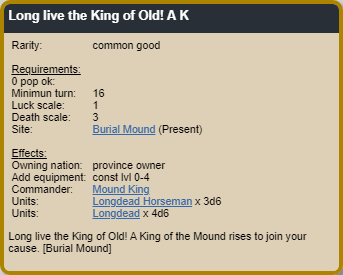 Long live the King of Old! A K
Rarity: common good
Requirements:
0 pop ok:
Minimun turn: 16
Luck scale: 1
Death scale: 3
Site: Burial Mound (Present)
Effects:
Owning nation: province owner
Add equipment: const lvl 0-4
Commander: Mound King
Units: Longdead Horseman x 3d6
Units: Longdead x 4d6
Long live the King of Old! A King of the Mound rises to join your
cause. [Burial Mound]